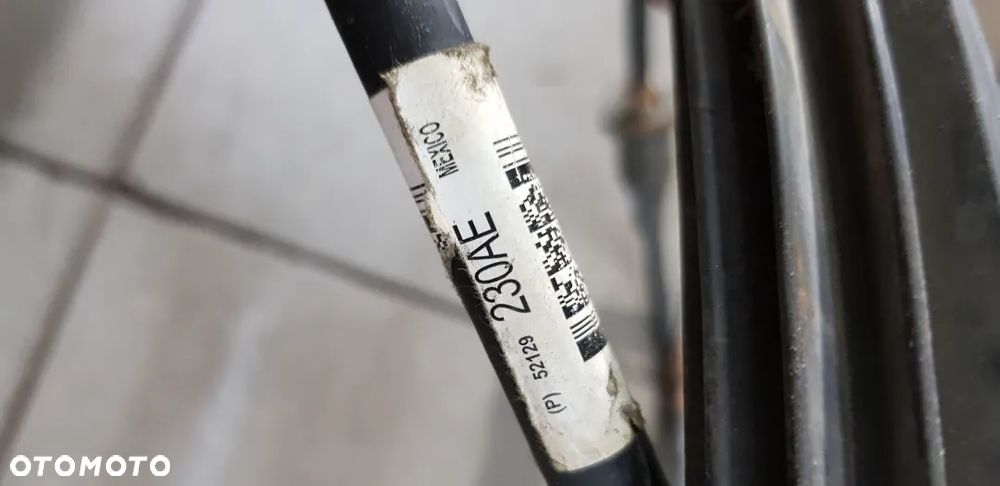 (P) 52129 230AE MEXICO
OTOMOTO